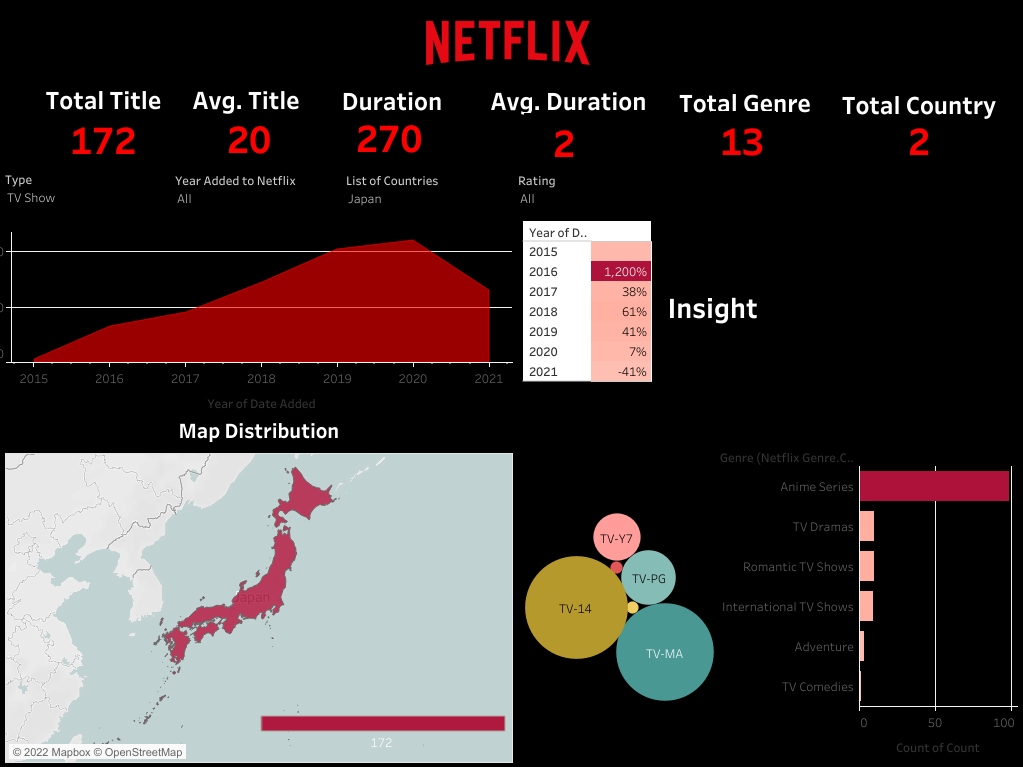 NETFLIX
Total Title
172
Avg. Title
20
Duration
270
Avg. Duration
2
Total Genre
13
Total Country
2
Type
TV Show
Year Added to Netflix
All
List of Countries
Japan
Rating
All
0
0
0
2015 2016 2017 2018 2019 2020 2021
Year of Date Added
Year of D..
2015
2016 1,200%
2017 38%
2018 61%
2019 41%
2020 7%
2021 -41%
Insight
Map Distribution
Japan
172
© 2022 Mapbox © OpenStreetMap
TV-Y7
TV-PG
TV-14
TV-MA
Genre (Netflix Genre.C..
Anime Series
TV Dramas
Romantic TV Shows
International TV Shows
Adventure
TV Comedies
0 50 100
Count of Count